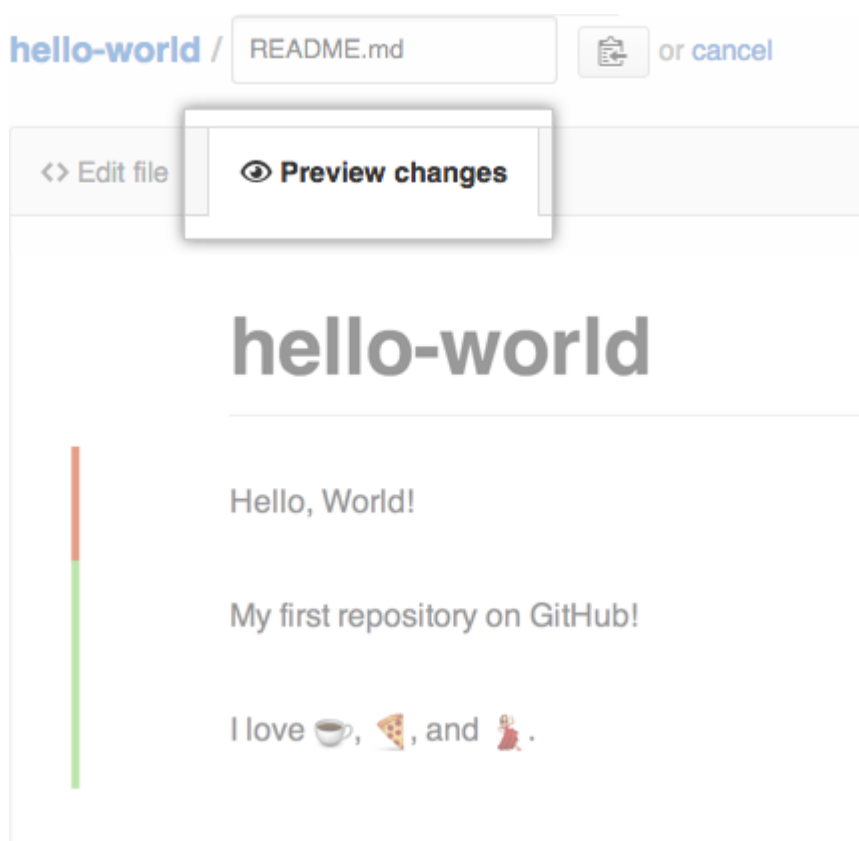 hello-world / README.md or cancel
<> Edit file Preview changes
hello-world
Hello, World!
My first repository on GitHub!
I love ☕, 🍕, and 💃.